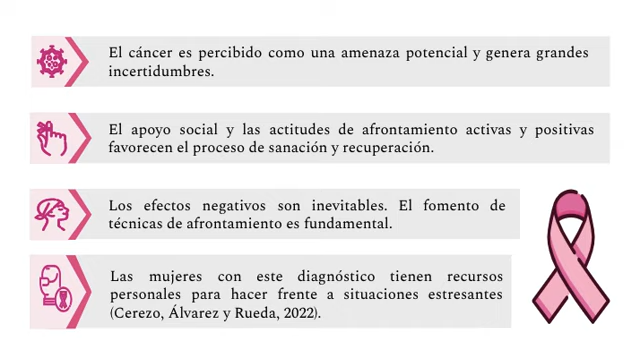 El cáncer es percibido como una amenaza potencial y genera grandes
incertidumbres.
El apoyo social y las actitudes de afrontamiento activas y positivas
favorecen el proceso de sanación y recuperación.
Los efectos negativos son inevitables. El fomento de
técnicas de afrontamiento es fundamental.
Las mujeres con este diagnóstico tienen recursos
personales para hacer frente a situaciones estresantes
(Cerezo, Álvarez y Rueda, 2022).